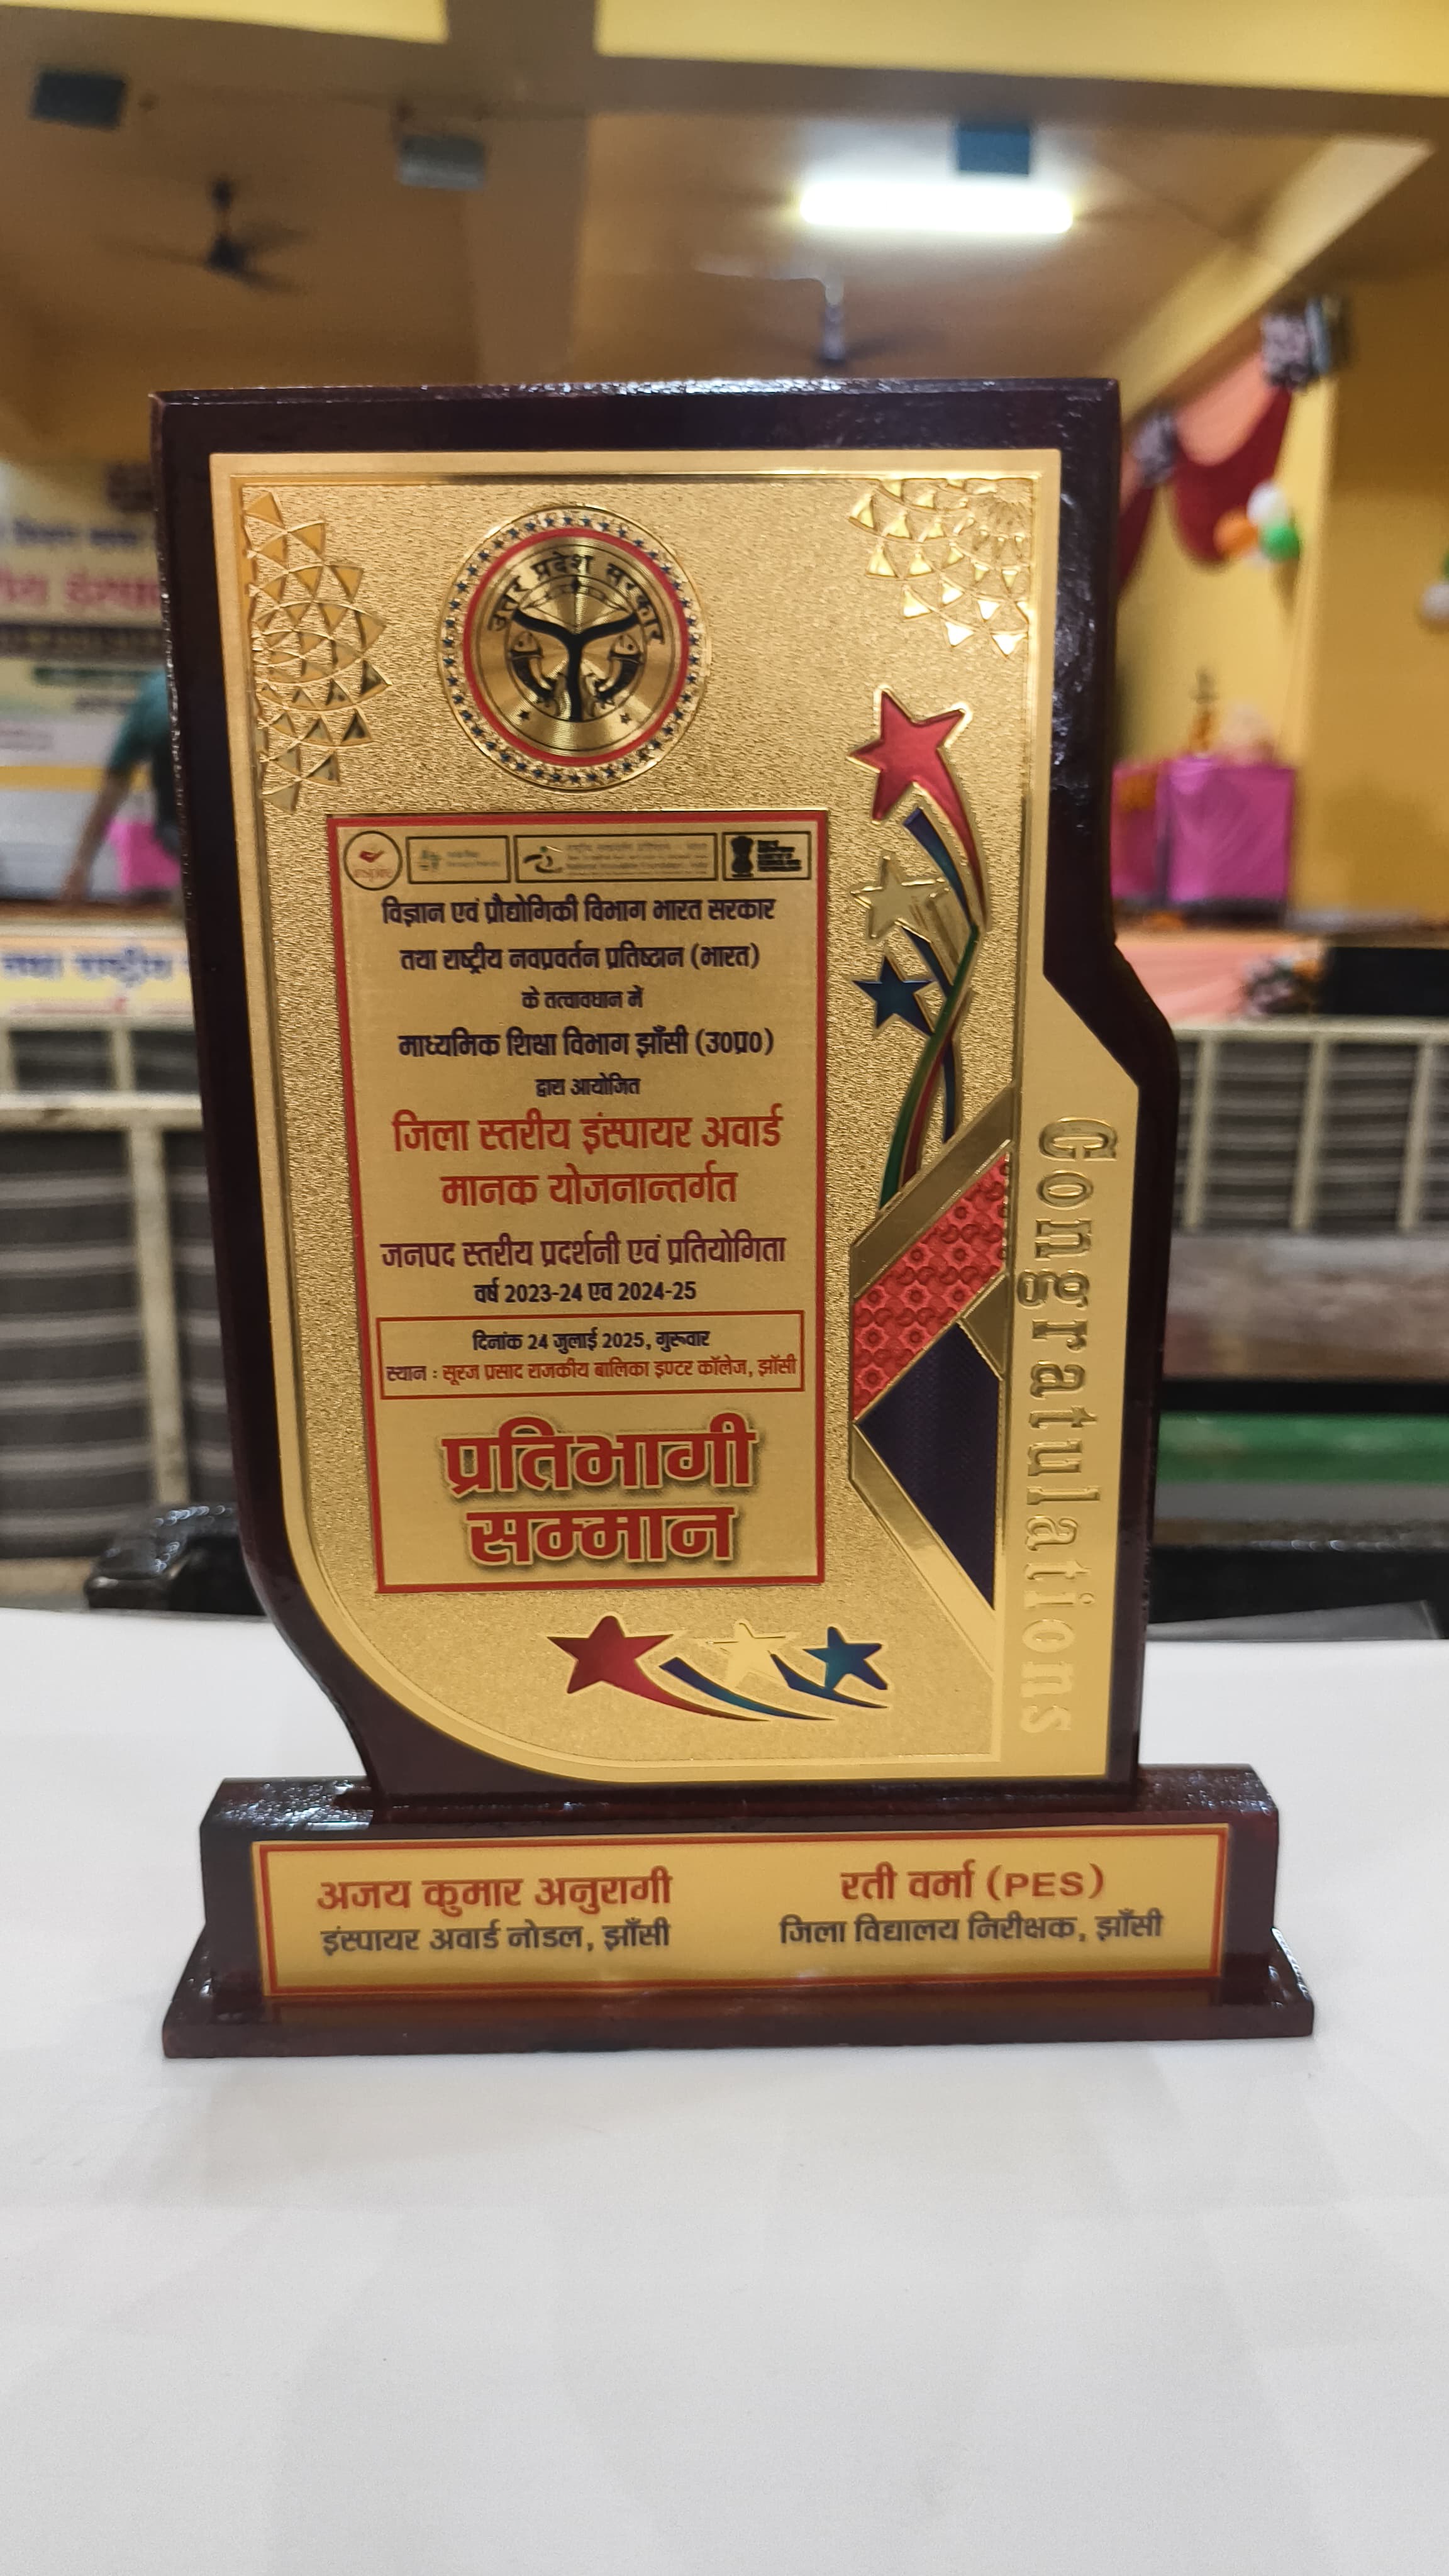 उत्तर प्रदेश सरकार
inspire
विज्ञान एवं प्रौद्योगिकी विभाग भारत सरकार
तथा राष्ट्रीय नवप्रवर्तन प्रतिष्ठान (भारत)
के तत्वावधान में
माध्यमिक शिक्षा विभाग झाँसी (उ0प्र0)
द्वारा आयोजित
जिला स्तरीय इंस्पायर अवार्ड
मानक योजनान्तर्गत
जनपद स्तरीय प्रदर्शनी एवं प्रतियोगिता
वर्ष 2023-24 एव 2024-25
दिनांक 24 जुलाई 2025, गुरूवार
स्थान : सूरज प्रसाद राजकीय बालिका इण्टर कॉलेज, झॉसी
प्रतिभागी
सम्मान
Congratulations
अजय कुमार अनुरागी
इंस्पायर अवार्ड नोडल, झाँसी
रती वर्मा (PES)
जिला विद्यालय निरीक्षक, झाँसी